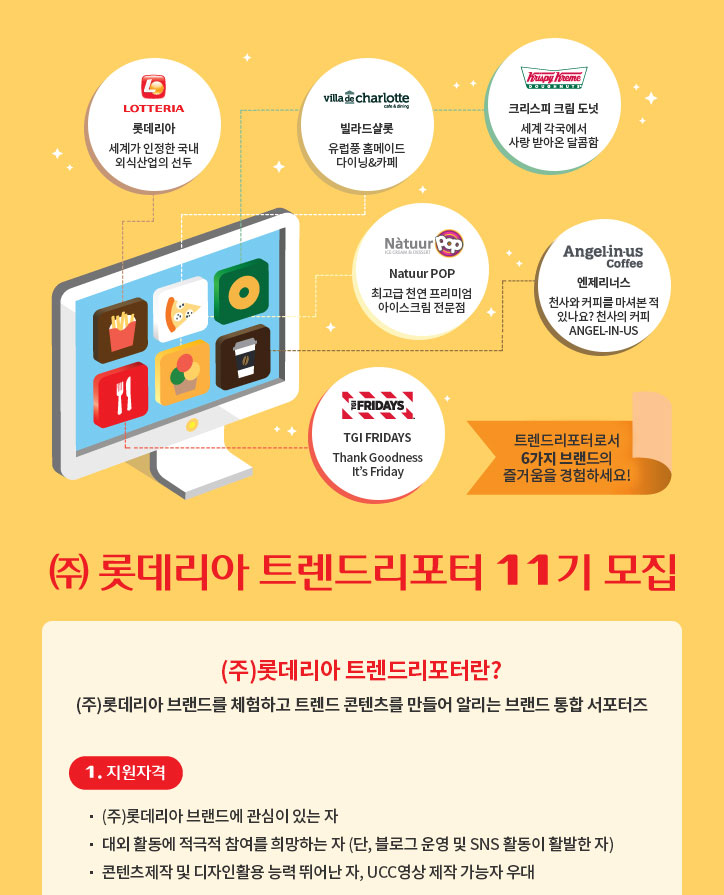 LOTTERIA
롯데리아
세계가 인정한 국내
외식산업의 선두
villa de charlotte
cafe & dining
빌라드샬롯
유럽풍 홈메이드
다이닝&카페
Krispy Kreme
DOUGHNUTS
크리스피 크림 도넛
세계 각국에서
사랑 받아온 달콤함
Nàtuur POP
ICE CREAM & DESSERT
Natuur POP
최고급 천연 프리미엄
아이스크림 전문점
Angel-in-us
Coffee
엔제리너스
천사와 커피를 마셔본 적
있나요? 천사의 커피
ANGEL-IN-US
TGI FRIDAYS
TGI FRIDAYS
Thank Goodness
It's Friday
트렌드리포터로서
6가지 브랜드의
즐거움을 경험하세요!
㈜ 롯데리아 트렌드리포터 11기 모집
(주)롯데리아 트렌드리포터란?
(주)롯데리아 브랜드를 체험하고 트렌드 콘텐츠를 만들어 알리는 브랜드 통합 서포터즈
1. 지원자격
· (주)롯데리아 브랜드에 관심이 있는 자
· 대외 활동에 적극적 참여를 희망하는 자 (단, 블로그 운영 및 SNS 활동이 활발한 자)
· 콘텐츠제작 및 디자인활용 능력 뛰어난 자, UCC영상 제작 가능자 우대